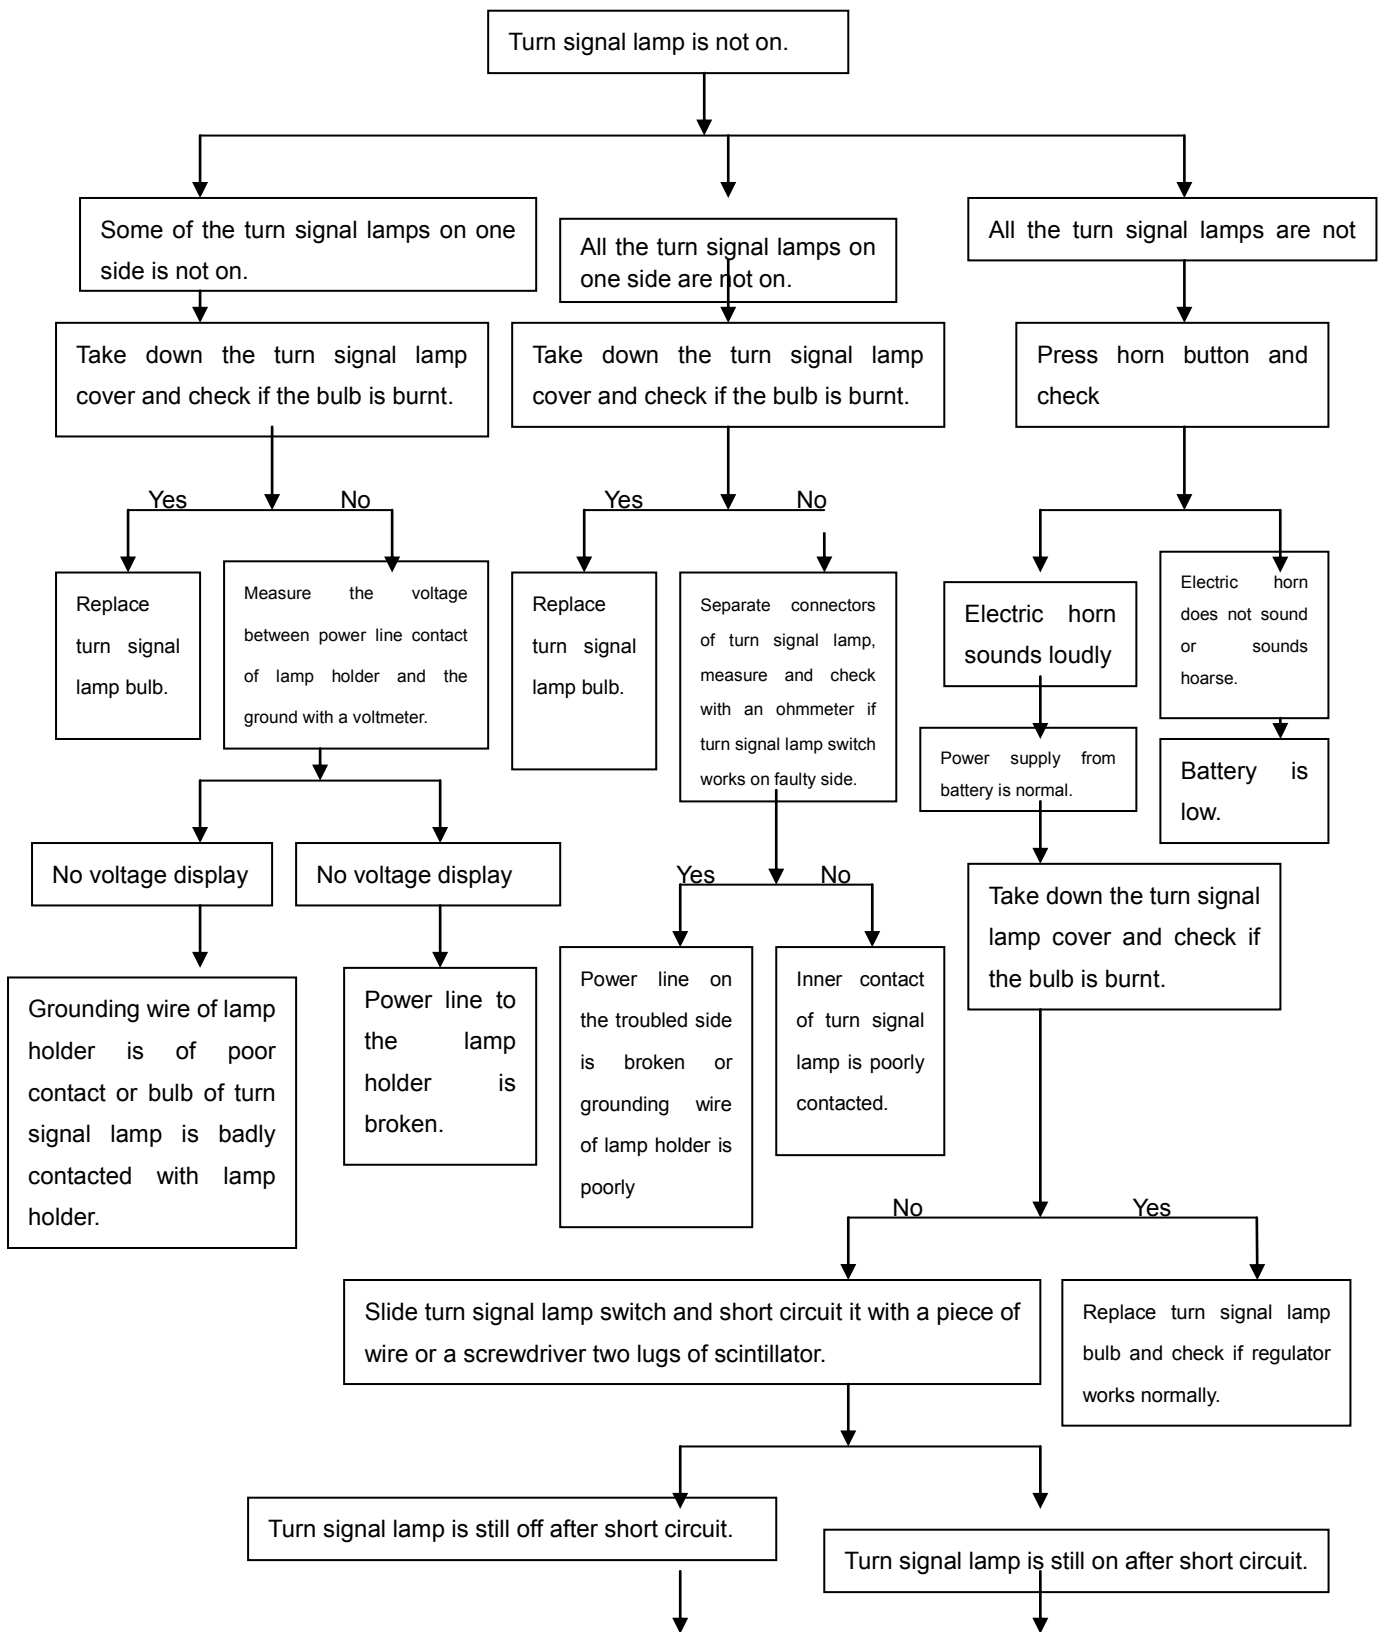 Turn signal lamp is not on.
Some of the turn signal lamps on one
side is not on.
All the turn signal lamps on
one side are not on.
All the turn signal lamps are not
Take down the turn signal lamp
cover and check if the bulb is burnt.
Take down the turn signal lamp
cover and check if the bulb is burnt.
Press horn button and
check
Yes
No
Yes
No
Replace
turn signal
lamp bulb.
Measure the voltage
between power line contact
of lamp holder and the
ground with a voltmeter.
Replace
turn signal
lamp bulb.
Separate connectors
of turn signal lamp,
measure and check
with an ohmmeter if
turn signal lamp switch
works on faulty side.
Electric horn
sounds loudly
Electric horn
does not sound
or sounds
hoarse.
Power supply from
battery is normal.
Battery is
low.
No voltage display
No voltage display
Yes
No
Take down the turn signal
lamp cover and check if
the bulb is burnt.
Grounding wire of lamp
holder is of poor
contact or bulb of turn
signal lamp is badly
contacted with lamp
holder.
Power line to
the lamp
holder is
broken.
Power line on
the troubled side
is broken or
grounding wire
of lamp holder is
poorly
Inner contact
of turn signal
lamp is poorly
contacted.
No
Yes
Slide turn signal lamp switch and short circuit it with a piece of
wire or a screwdriver two lugs of scintillator.
Replace turn signal lamp
bulb and check if regulator
works normally.
Turn signal lamp is still off after short circuit.
Turn signal lamp is still on after short circuit.